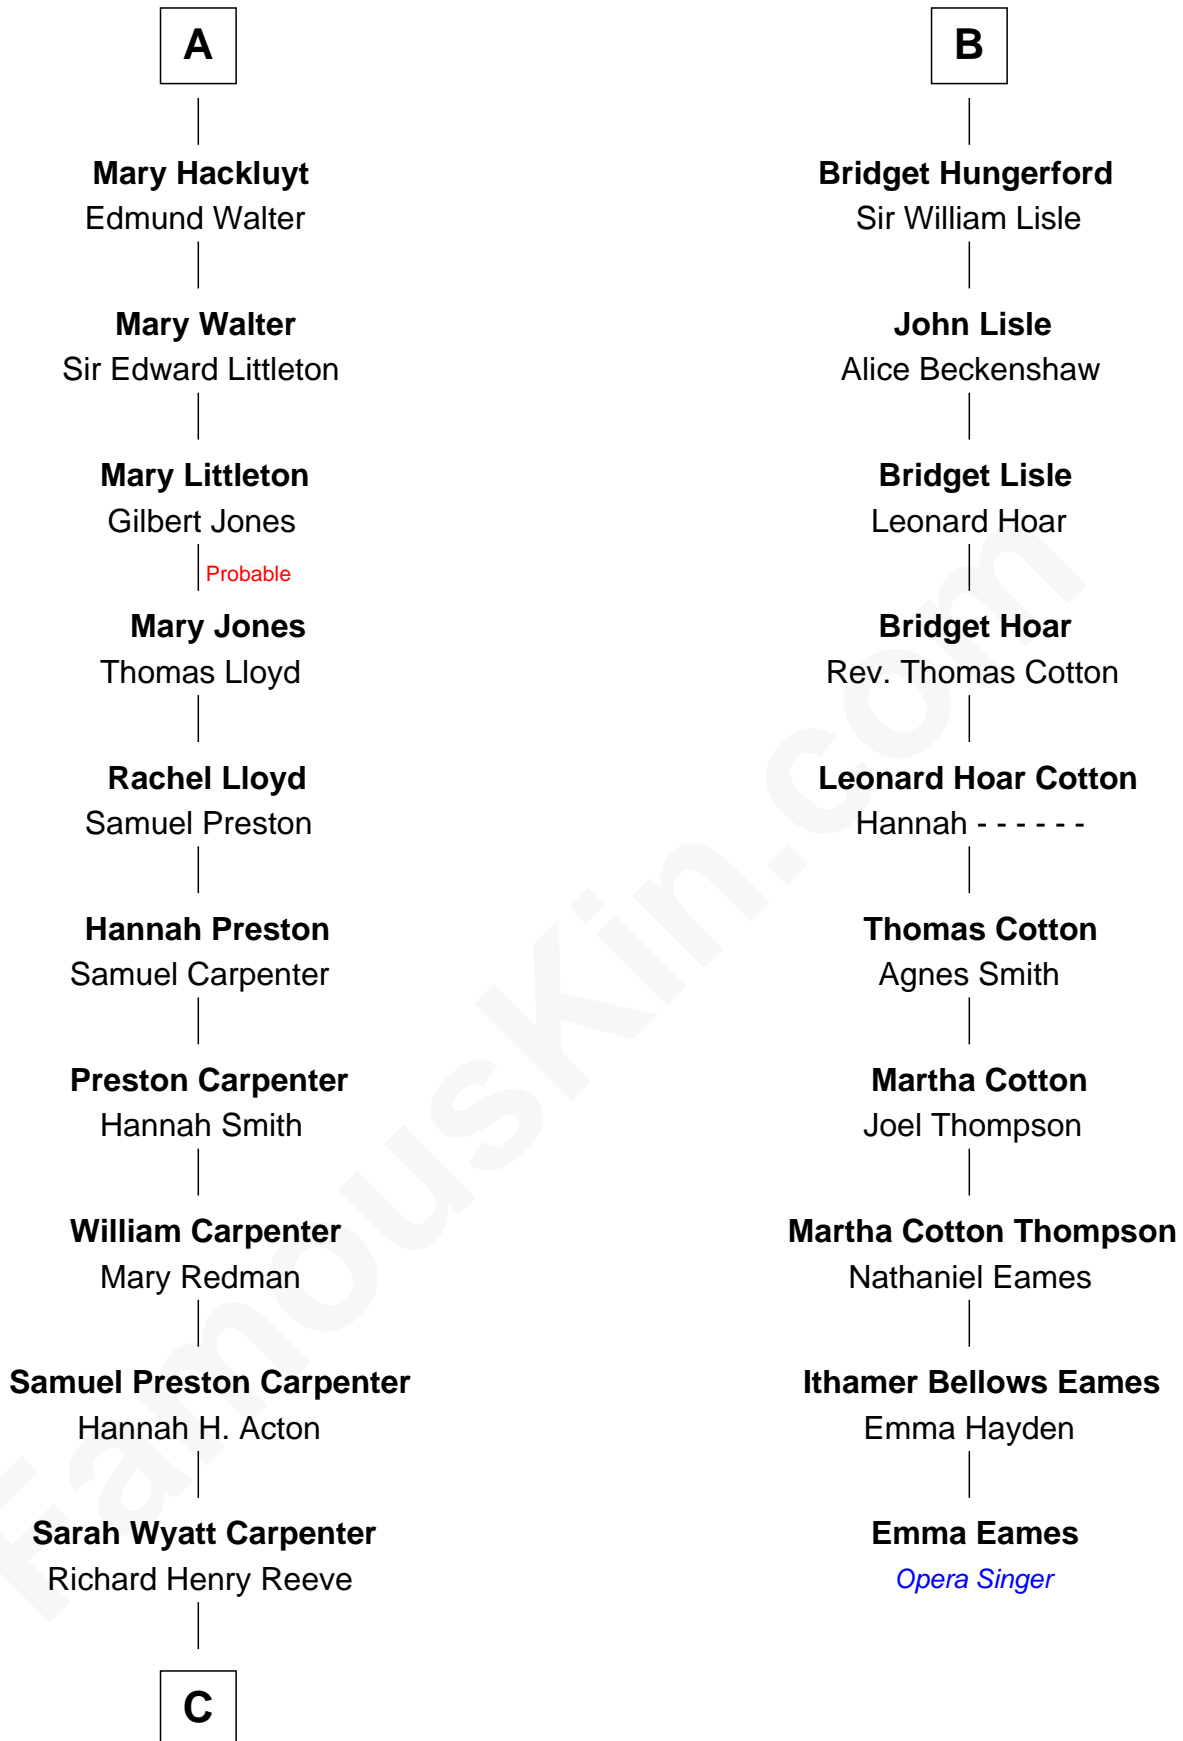 A
Mary Hackluyt
Edmund Walter
Mary Walter
Sir Edward Littleton
Mary Littleton
Gilbert Jones
Probable
Mary Jones
Thomas Lloyd
Rachel Lloyd
Samuel Preston
Hannah Preston
Samuel Carpenter
Preston Carpenter
Hannah Smith
William Carpenter
Mary Redman
Samuel Preston Carpenter
Hannah H. Acton
Sarah Wyatt Carpenter
Richard Henry Reeve
C
B
Bridget Hungerford
Sir William Lisle
John Lisle
Alice Beckenshaw
Bridget Lisle
Leonard Hoar
Bridget Hoar
Rev. Thomas Cotton
Leonard Hoar Cotton
Hannah - - - - - -
Thomas Cotton
Agnes Smith
Martha Cotton
Joel Thompson
Martha Cotton Thompson
Nathaniel Eames
Ithamer Bellows Eames
Emma Hayden
Emma Eames
Opera Singer
FamousKin.com